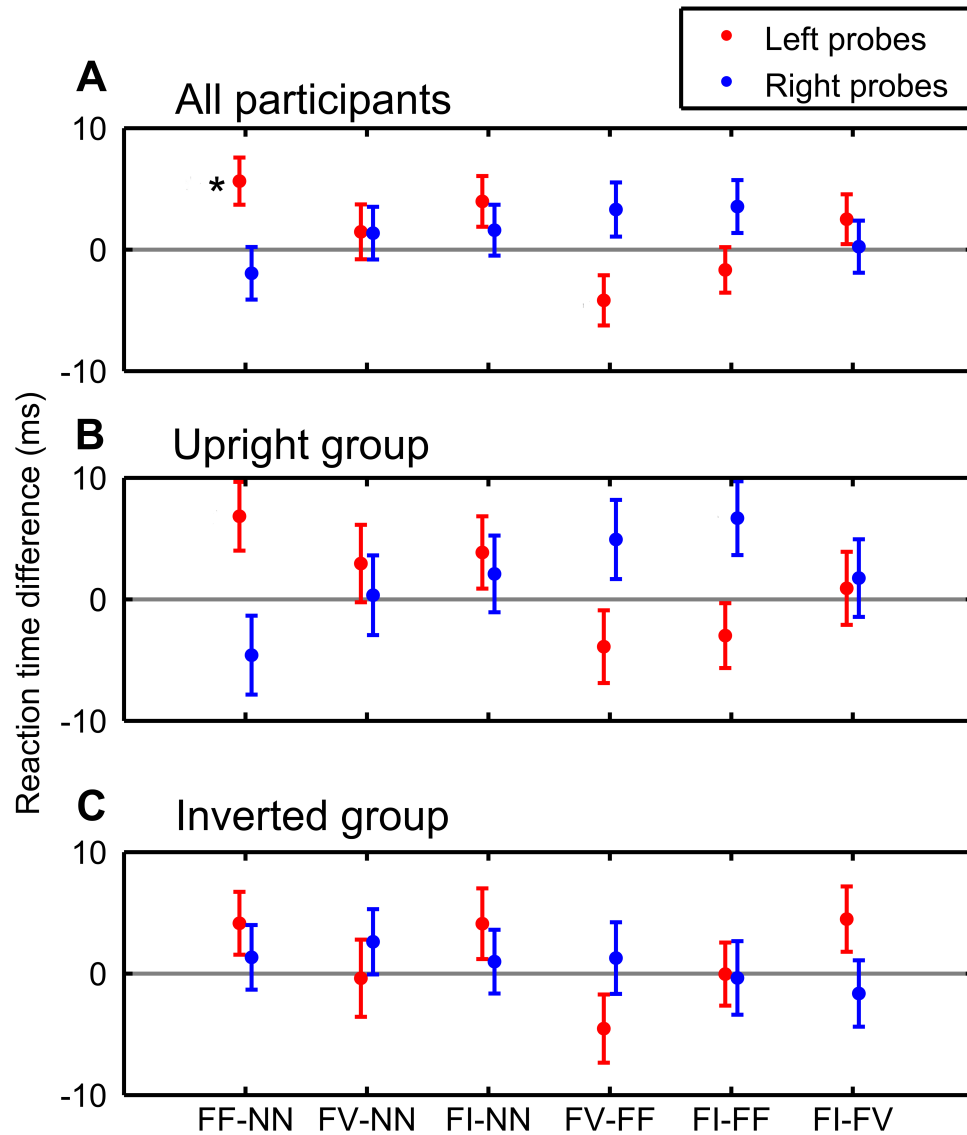 Left probes
Right probes
A
All participants
10
*
0
-10
Reaction time difference (ms)
B
Upright group
10
0
-10
C
Inverted group
10
0
-10
FF-NN FV-NN FI-NN FV-FF FI-FF FI-FV